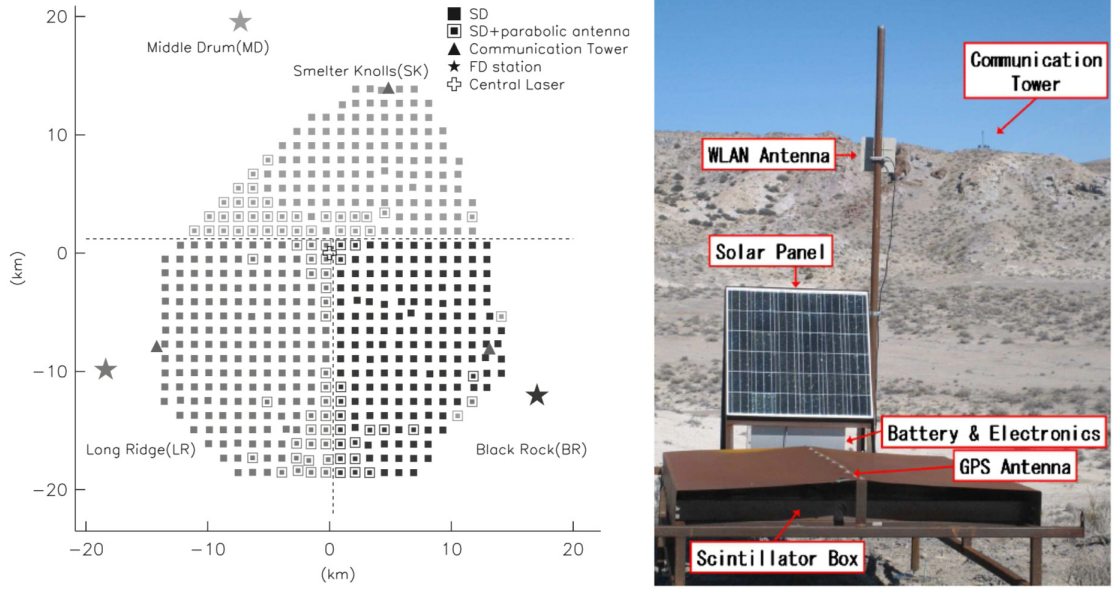 20
10
0
−10
−20
(km)
−20
−10
0
10
20
(km)
Middle Drum(MD)
Smelter Knolls(SK)
Long Ridge(LR)
Black Rock(BR)
SD
SD+parabolic antenna
Communication Tower
FD station
Central Laser
Communication
Tower
WLAN Antenna
Solar Panel
Battery & Electronics
GPS Antenna
Scintillator Box